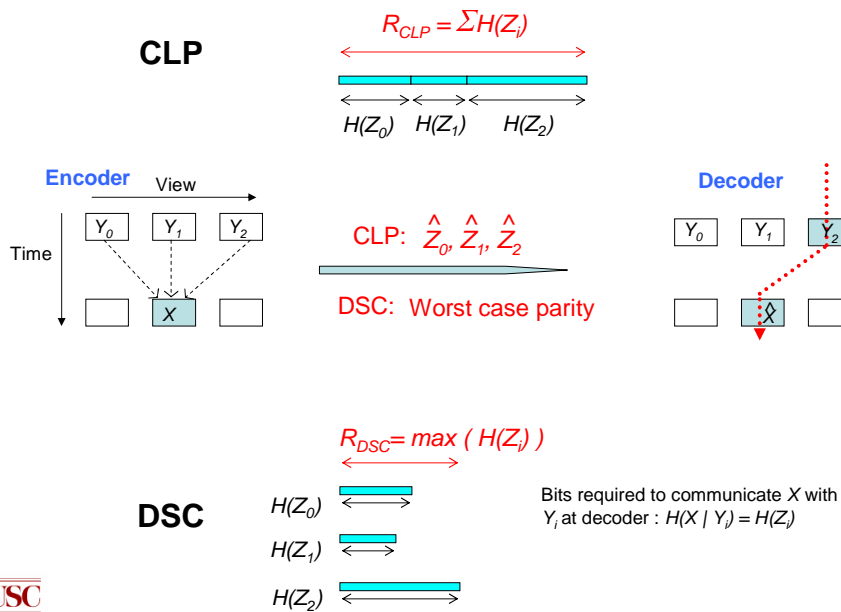 R_CLP = ΣH(Z_i)
CLP
H(Z_0) H(Z_1) H(Z_2)
Encoder
View
Decoder
Time
Y_0 Y_1 Y_2
CLP: Ẑ_0, Ẑ_1, Ẑ_2
Y_0 Y_1 Y_2
DSC: Worst case parity
X
X̂
R_DSC = max ( H(Z_i) )
DSC
H(Z_0)
H(Z_1)
H(Z_2)
Bits required to communicate X with
Y_i at decoder : H(X | Y_i) = H(Z_i)
USC